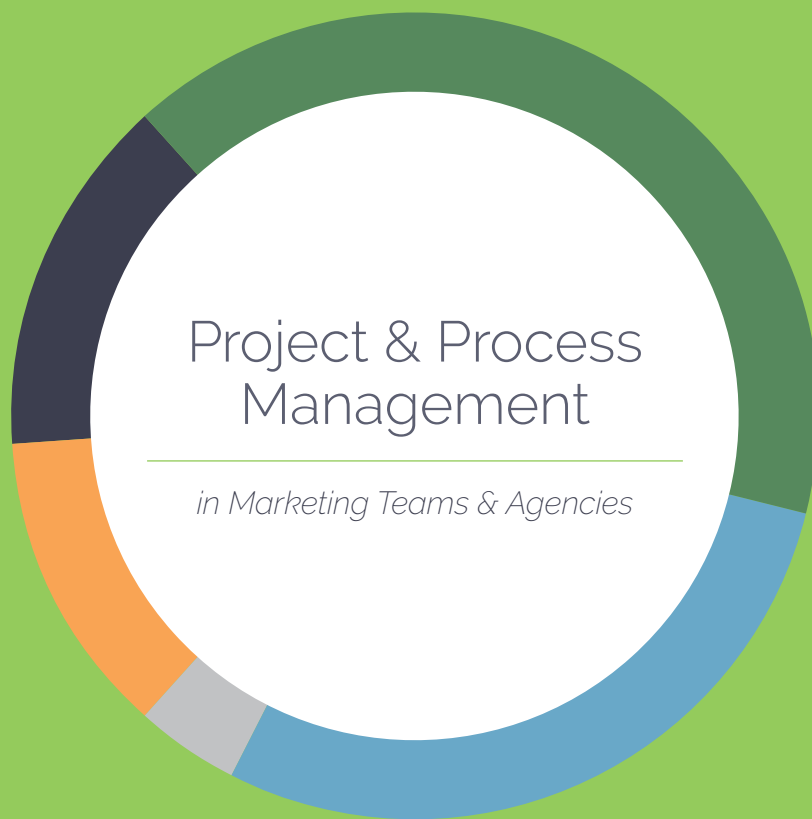 Project & Process
Management
in Marketing Teams & Agencies